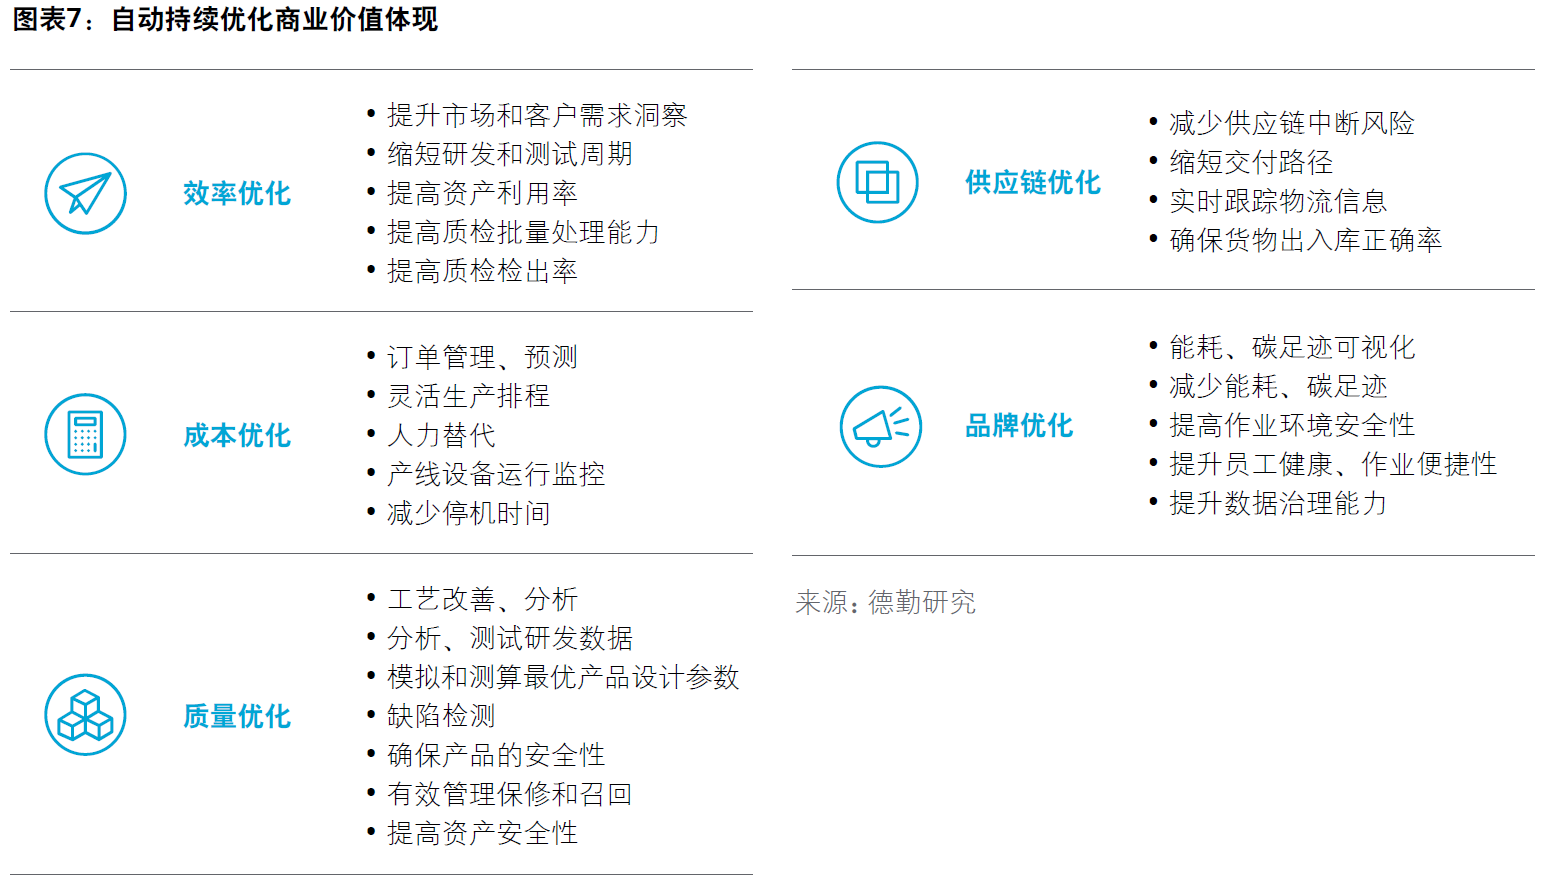 图表7：自动持续优化商业价值体现
效率优化
• 提升市场和客户需求洞察
• 缩短研发和测试周期
• 提高资产利用率
• 提高质检批量处理能力
• 提高质检检出率
成本优化
• 订单管理、预测
• 灵活生产排程
• 人力替代
• 产线设备运行监控
• 减少停机时间
质量优化
• 工艺改善、分析
• 分析、测试研发数据
• 模拟和测算最优产品设计参数
• 缺陷检测
• 确保产品的安全性
• 有效管理保修和召回
• 提高资产安全性
供应链优化
• 减少供应链中断风险
• 缩短交付路径
• 实时跟踪物流信息
• 确保货物出入库正确率
品牌优化
• 能耗、碳足迹可视化
• 减少能耗、碳足迹
• 提高作业环境安全性
• 提升员工健康、作业便捷性
• 提升数据治理能力
来源：德勤研究